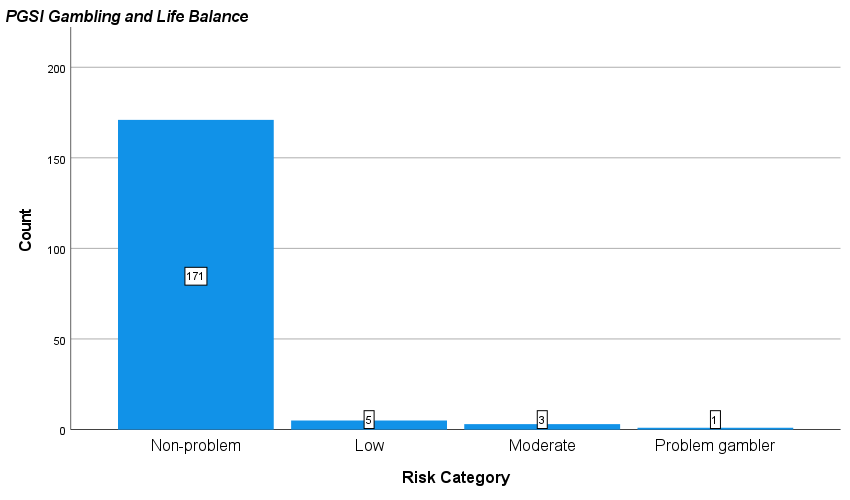 PGSI Gambling and Life Balance
200
150
100
50
0
Count
171
5
3
1
Non-problem
Low
Moderate
Problem gambler
Risk Category